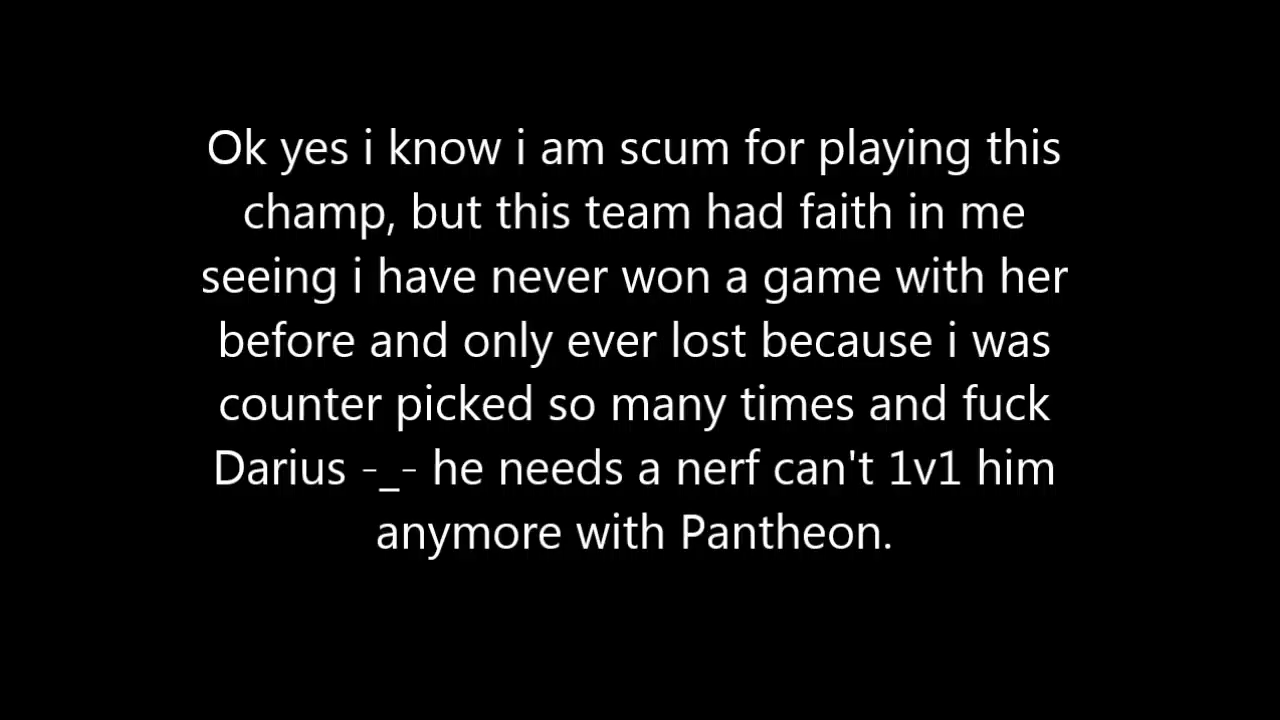 Ok yes i know i am scum for playing this
champ, but this team had faith in me
seeing i have never won a game with her
before and only ever lost because i was
counter picked so many times and fuck
Darius -_- he needs a nerf can't 1v1 him
anymore with Pantheon.